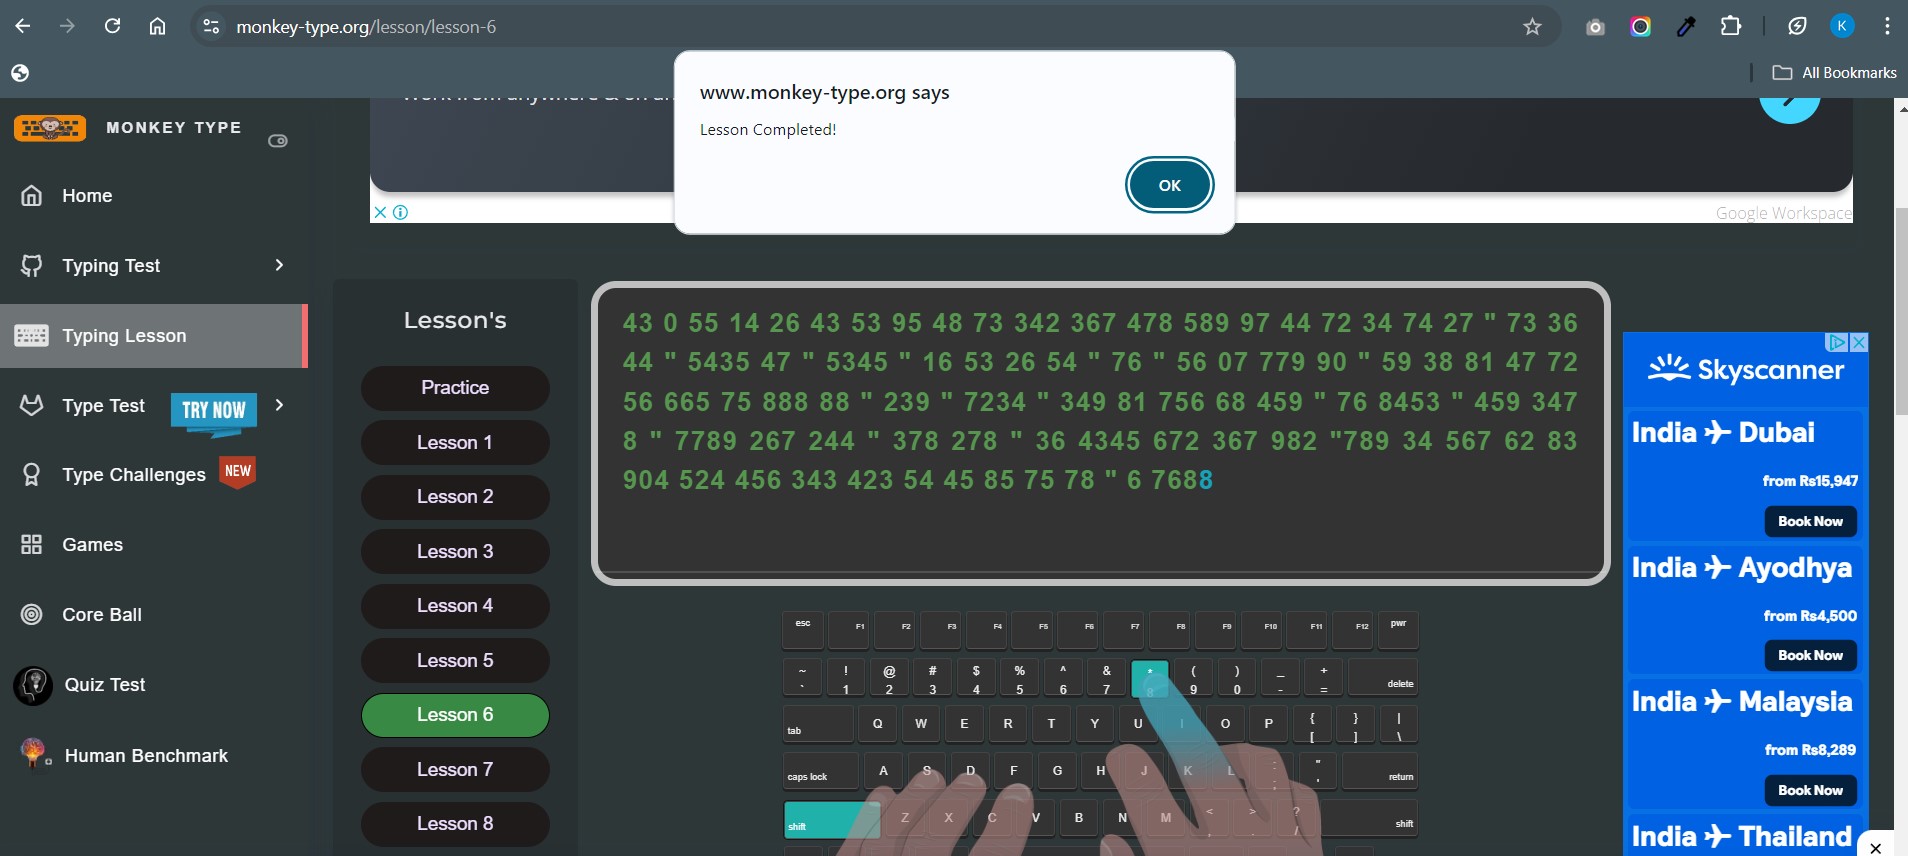 monkey-type.org/lesson/lesson-6
K
All Bookmarks
www.monkey-type.org says
Lesson Completed!
OK
MONKEY TYPE
Google Workspace
Home
Typing Test
Typing Lesson
Type Test
TRY NOW
Type Challenges
NEW
Games
Core Ball
Quiz Test
Human Benchmark
Lesson's
Practice
Lesson 1
Lesson 2
Lesson 3
Lesson 4
Lesson 5
Lesson 6
Lesson 7
Lesson 8
43 0 55 14 26 43 53 95 48 73 342 367 478 589 97 44 72 34 74 27 " 73 36
44 " 5435 47 " 5345 " 16 53 26 54 " 76 " 56 07 779 90 " 59 38 81 47 72
56 665 75 888 88 " 239 " 7234 " 349 81 756 68 459 " 76 8453 " 459 347
8 " 7789 267 244 " 378 278 " 36 4345 672 367 982 "789 34 567 62 83
904 524 456 343 423 54 45 85 75 78 " 6 7688
esc F1 F2 F3 F4 F5 F6 F7 F8 F9 F10 F11 F12 pwr
~ ! @ # $ % ^ & * ( ) _ +
` 1 2 3 4 5 6 7 8 9 0 - = delete
tab Q W E R T Y U I O P { } |
[ ] \
caps lock A S D F G H J K L : "
; ' return
shift Z X C V B N M < > ?
, . / shift
Skyscanner
India Dubai
from Rs15,947
Book Now
India Ayodhya
from Rs4,500
Book Now
India Malaysia
from Rs8,289
Book Now
India Thailand